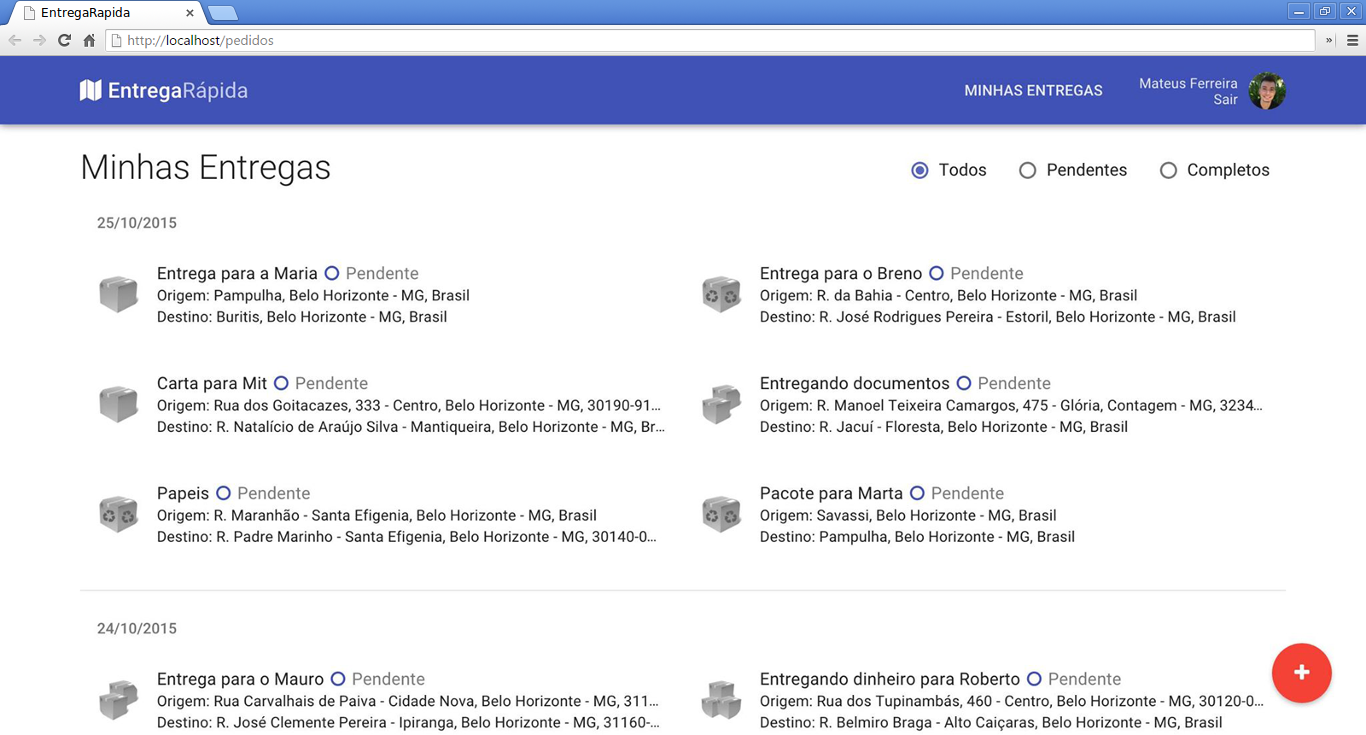 EntregaRapida
http://localhost/pedidos
EntregaRápida
MINHAS ENTREGAS
Mateus Ferreira
Sair
Minhas Entregas
Todos
Pendentes
Completos
25/10/2015
Entrega para a Maria Pendente
Origem: Pampulha, Belo Horizonte - MG, Brasil
Destino: Buritis, Belo Horizonte - MG, Brasil
Entrega para o Breno Pendente
Origem: R. da Bahia - Centro, Belo Horizonte - MG, Brasil
Destino: R. José Rodrigues Pereira - Estoril, Belo Horizonte - MG, Brasil
Carta para Mit Pendente
Origem: Rua dos Goitacazes, 333 - Centro, Belo Horizonte - MG, 30190-91...
Destino: R. Natalício de Araújo Silva - Mantiqueira, Belo Horizonte - MG, Br...
Entregando documentos Pendente
Origem: R. Manoel Teixeira Camargos, 475 - Glória, Contagem - MG, 3234...
Destino: R. Jacuí - Floresta, Belo Horizonte - MG, Brasil
Papeis Pendente
Origem: R. Maranhão - Santa Efigenia, Belo Horizonte - MG, Brasil
Destino: R. Padre Marinho - Santa Efigenia, Belo Horizonte - MG, 30140-0...
Pacote para Marta Pendente
Origem: Savassi, Belo Horizonte - MG, Brasil
Destino: Pampulha, Belo Horizonte - MG, Brasil
24/10/2015
Entrega para o Mauro Pendente
Origem: Rua Carvalhais de Paiva - Cidade Nova, Belo Horizonte - MG, 311...
Destino: R. José Clemente Pereira - Ipiranga, Belo Horizonte - MG, 31160-...
Entregando dinheiro para Roberto Pendente
Origem: Rua dos Tupinambás, 460 - Centro, Belo Horizonte - MG, 30120-0...
Destino: R. Belmiro Braga - Alto Caiçaras, Belo Horizonte - MG, Brasil